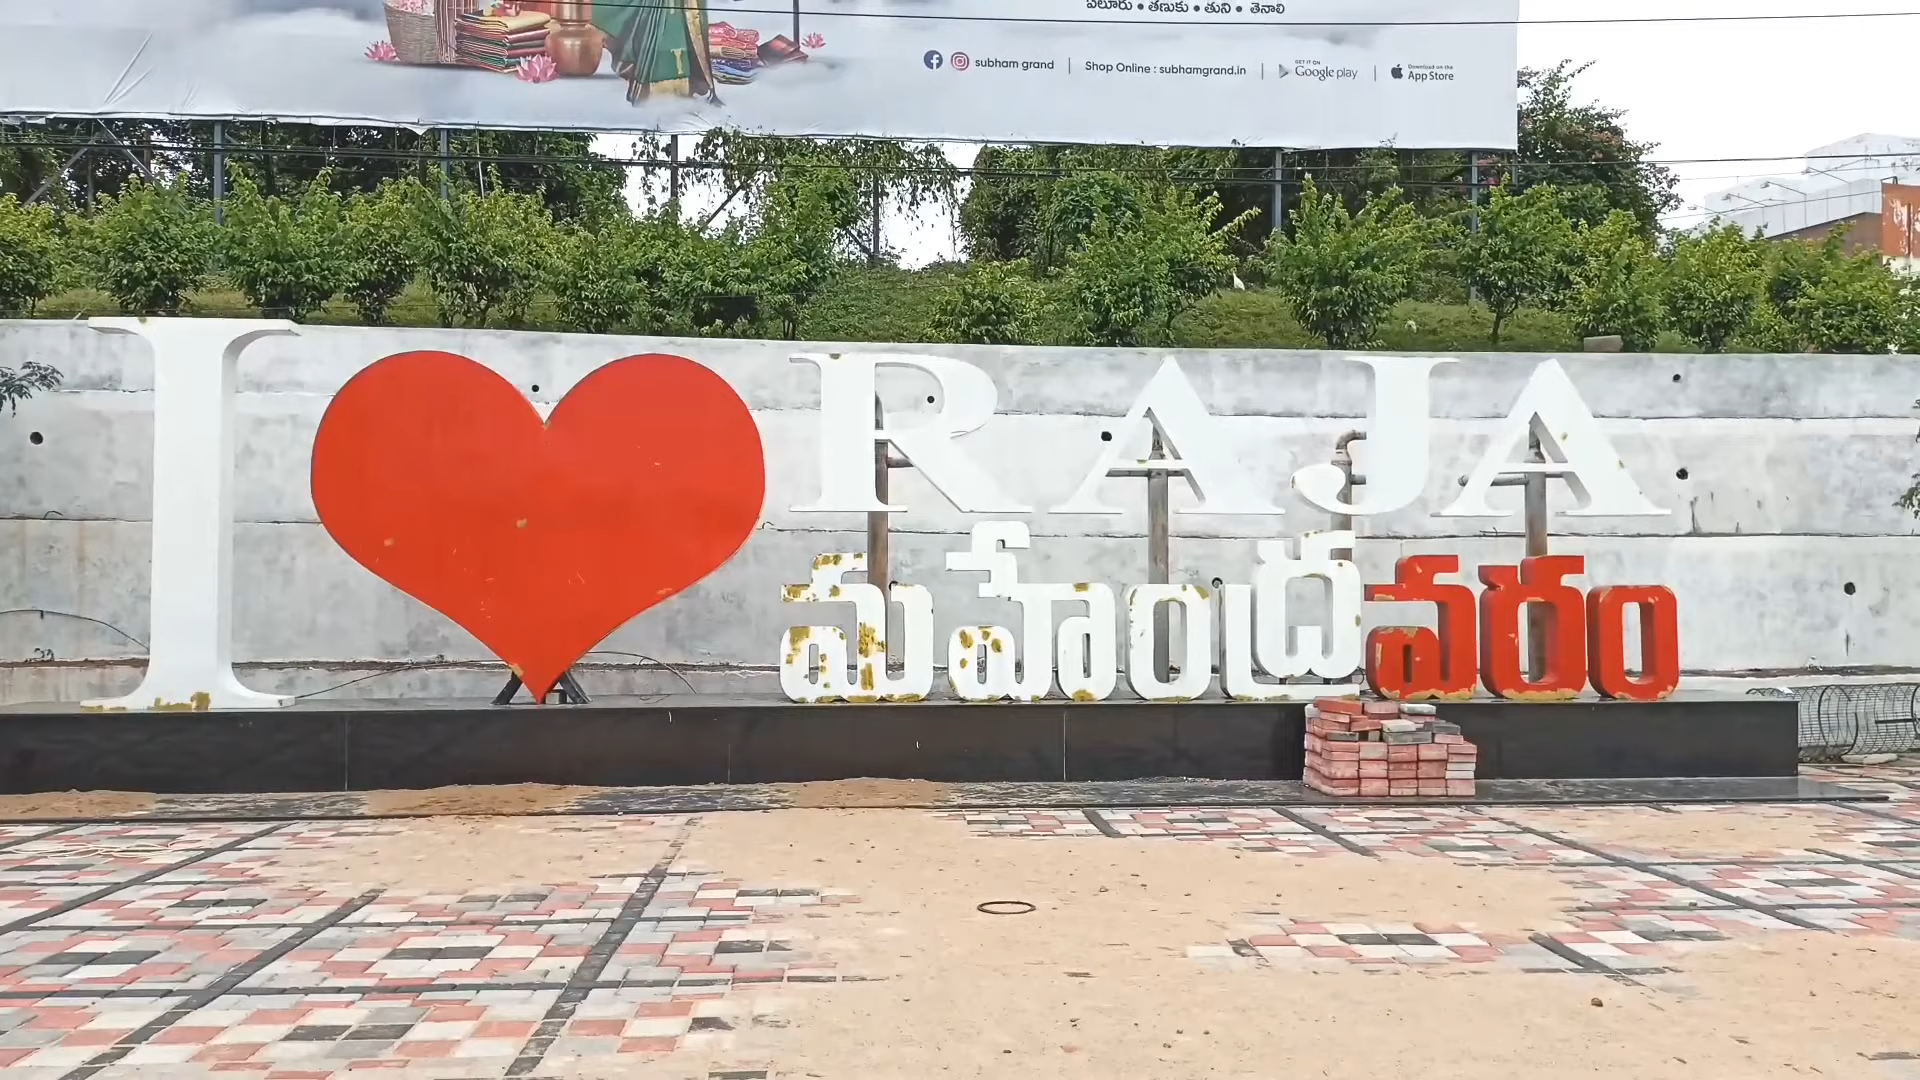 ఏలూరు • తణుకు • తుని • తెనాలి
subham grand | Shop Online : subhamgrand.in | GET IT ON Google play | Download on the App Store
I RAJA
మహేంద్రవరం